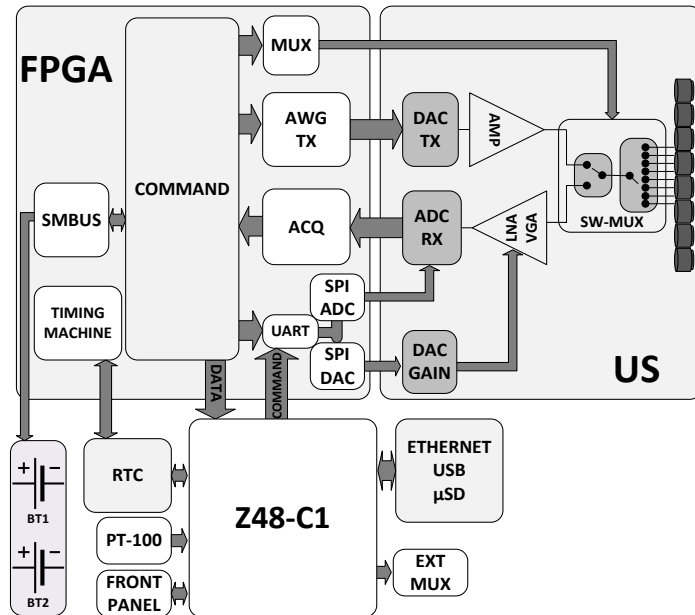 FPGA
MUX
AWG
TX
DAC
TX
AMP
COMMAND
SW-MUX
SMBUS
ACQ
ADC
RX
LNA
VGA
TIMING
MACHINE
SPI
ADC
UART
SPI
DAC
DAC
GAIN
US
DATA
COMMAND
+ −
BT1
+ −
BT2
RTC
PT-100
FRONT
PANEL
Z48-C1
ETHERNET
USB
µSD
EXT
MUX